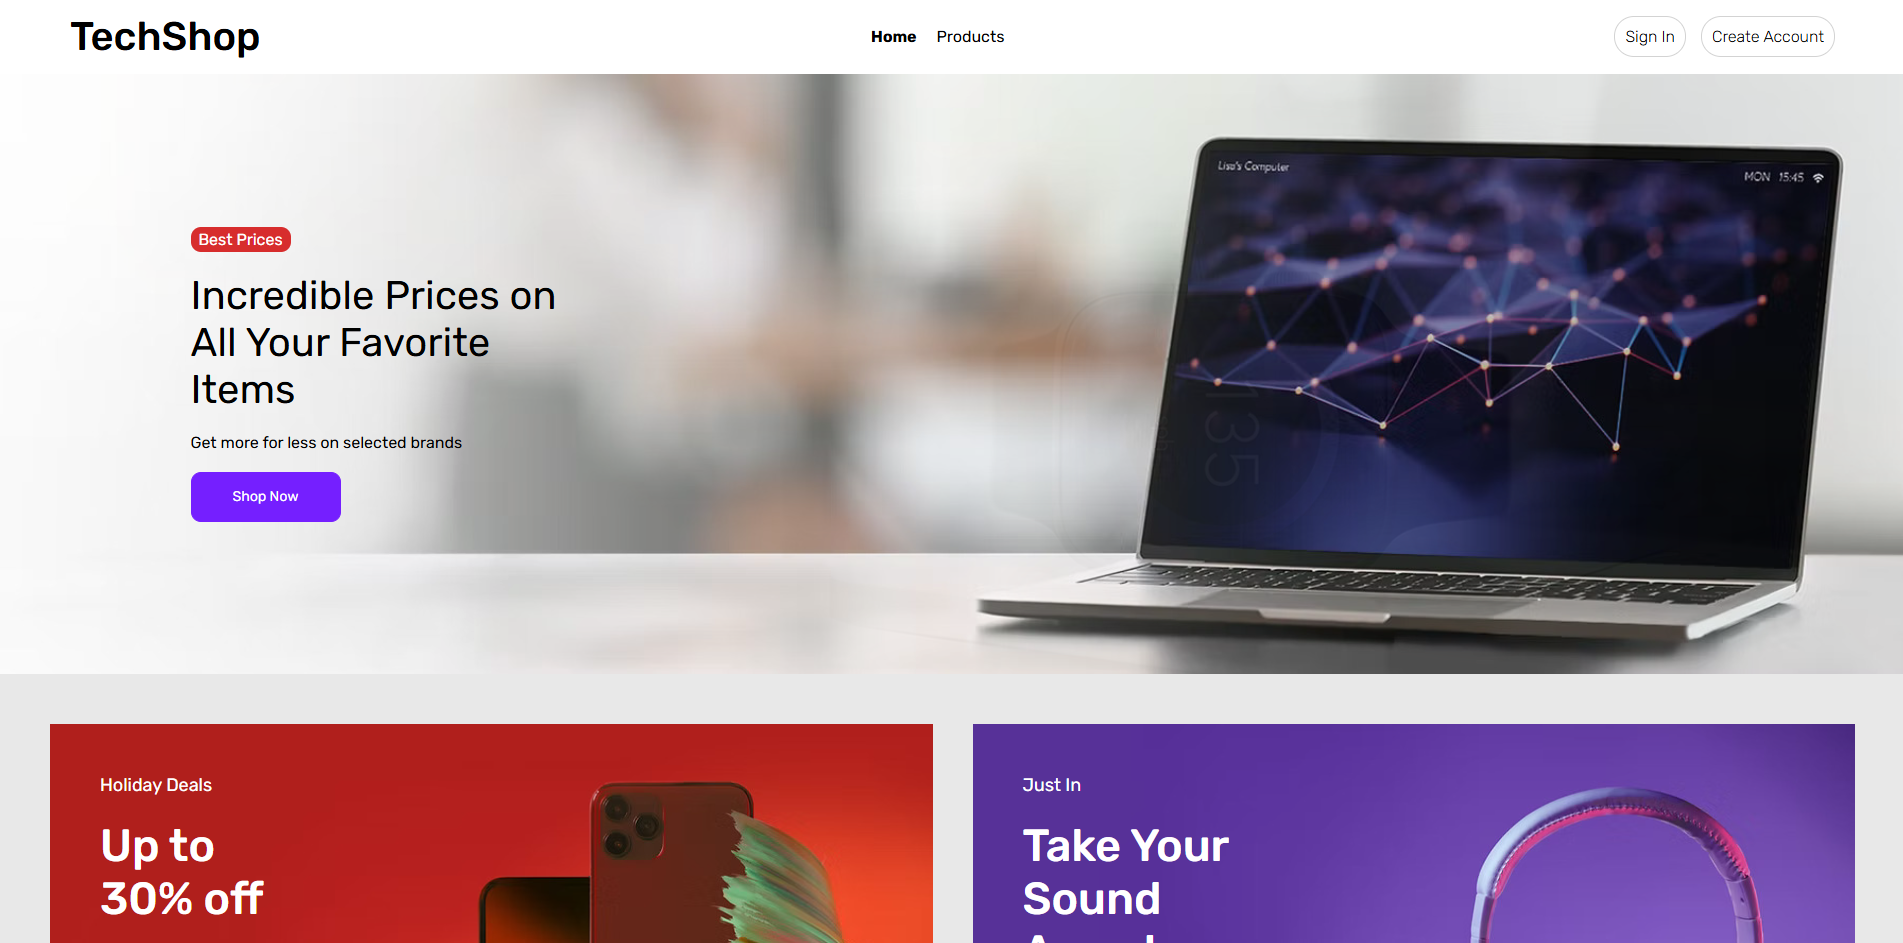 TechShop
Home
Products
Sign In
Create Account
Lisa's Computer
MON 15:45
Best Prices
Incredible Prices on
All Your Favorite
Items
Get more for less on selected brands
Shop Now
135
Holiday Deals
Up to
30% off
Just In
Take Your
Sound